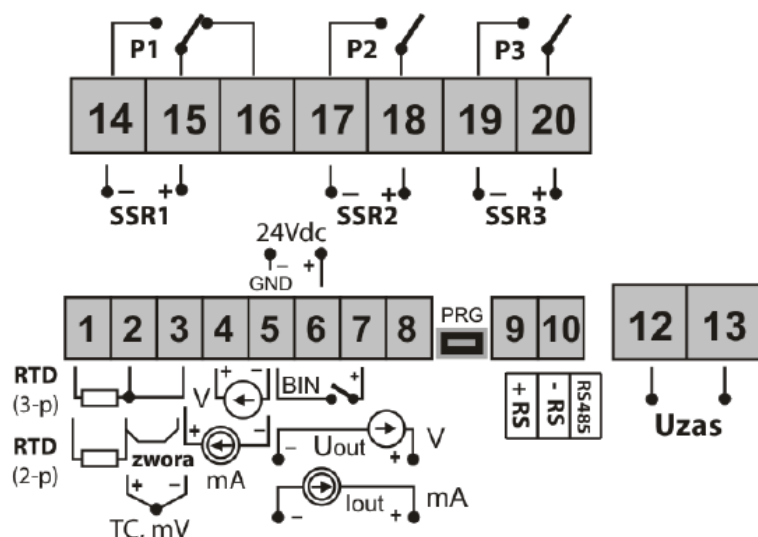 P1 P2 P3
14 15 16 17 18 19 20
− + − + − +
SSR1 SSR2 SSR3
24Vdc
− +
GND
1 2 3 4 5 6 7 8 PRG 9 10 12 13
RTD
(3-p)
+ −
V
BIN
+
+ RS
- RS
RS485
Uzas
RTD
(2-p)
zwora
+ −
mA
− Uout + V
+ −
TC, mV
− Iout + mA